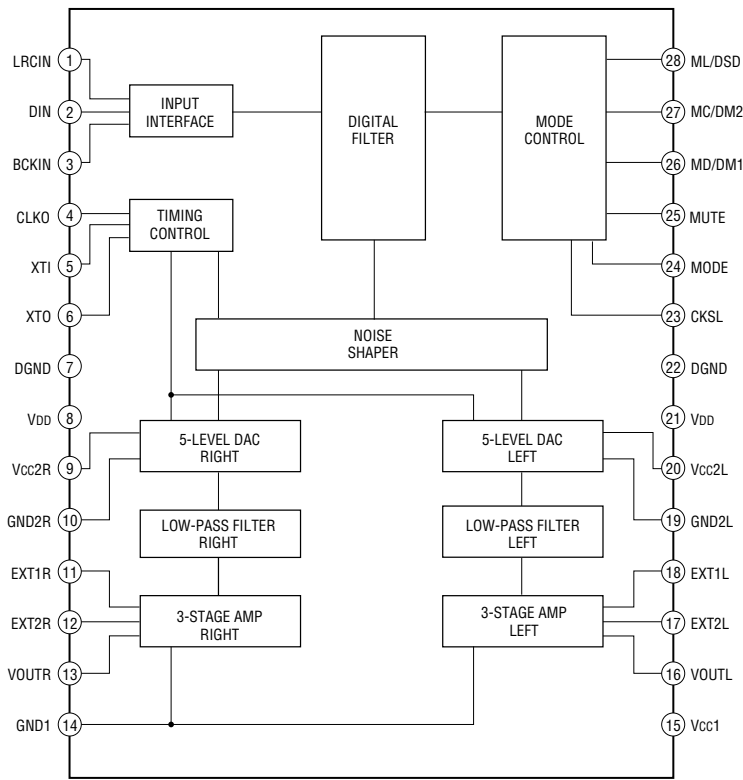 LRCIN 1
DIN 2
BCKIN 3
CLKO 4
XTI 5
XTO 6
DGND 7
VDD 8
VCC2R 9
GND2R 10
EXT1R 11
EXT2R 12
VOUTR 13
GND1 14
INPUT
INTERFACE
TIMING
CONTROL
DIGITAL
FILTER
MODE
CONTROL
NOISE
SHAPER
5-LEVEL DAC
RIGHT
LOW-PASS FILTER
RIGHT
3-STAGE AMP
RIGHT
5-LEVEL DAC
LEFT
LOW-PASS FILTER
LEFT
3-STAGE AMP
LEFT
28 ML/DSD
27 MC/DM2
26 MD/DM1
25 MUTE
24 MODE
23 CKSL
22 DGND
21 VDD
20 VCC2L
19 GND2L
18 EXT1L
17 EXT2L
16 VOUTL
15 VCC1